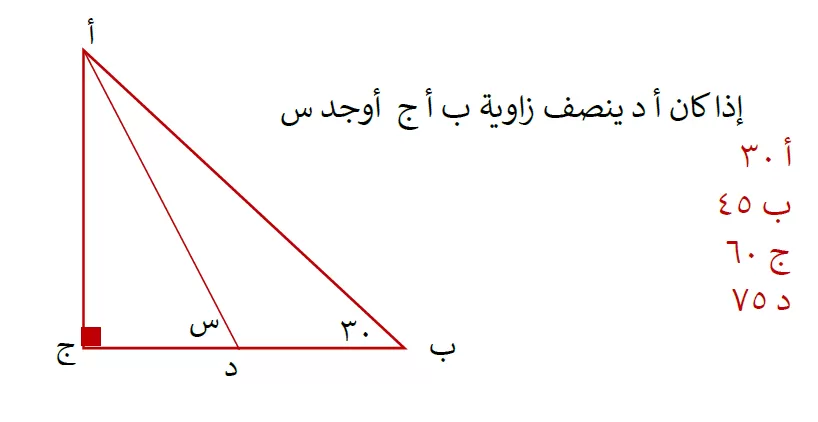 أ
إذا كان أ د ينصف زاوية ب أ ج أوجد س
أ ٣٠
ب ٤٥
ج ٦٠
د ٧٥
س
٣٠
ب
ج
د